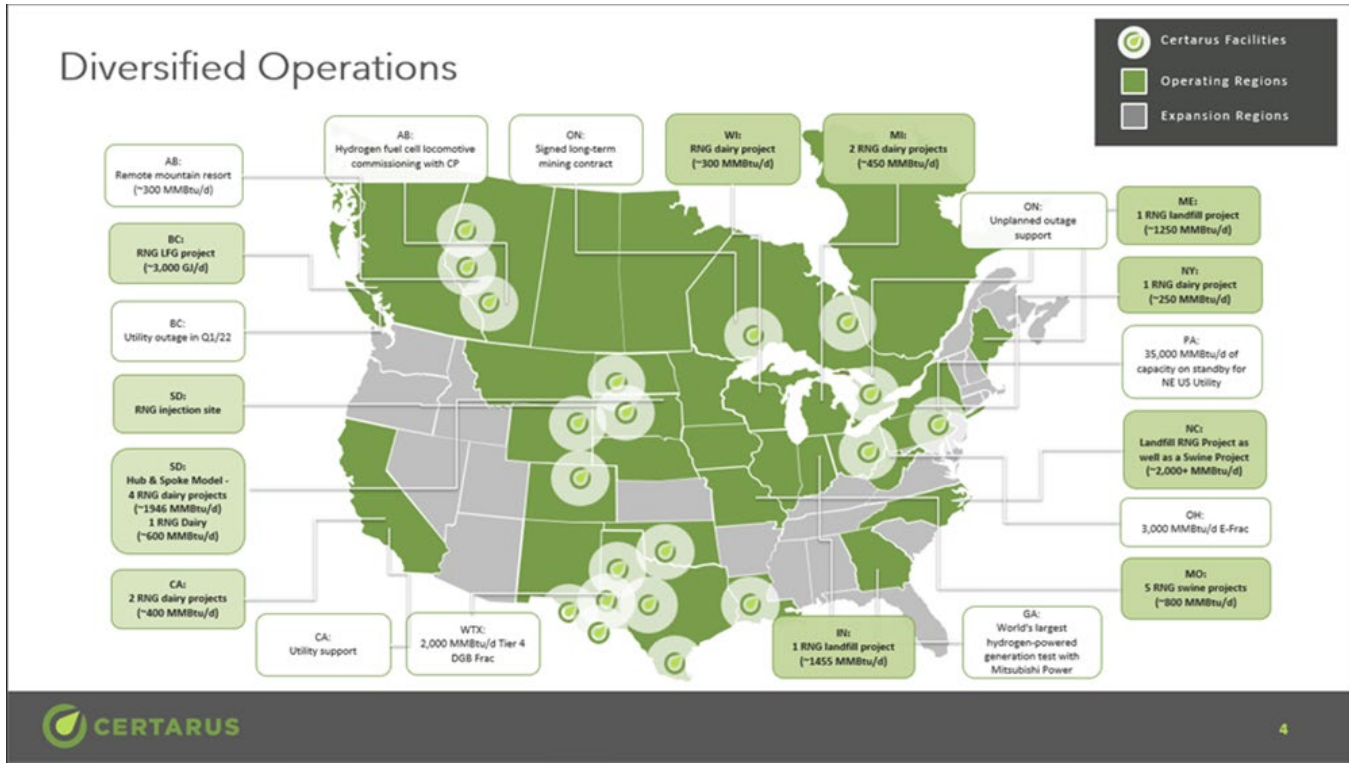 Diversified Operations
Certarus Facilities
Operating Regions
Expansion Regions
AB:
Remote mountain resort
(~300 MMBtu/d)
AB:
Hydrogen fuel cell locomotive
commissioning with CP
ON:
Signed long-term
mining contract
WI:
RNG dairy project
(~300 MMBtu/d)
MI:
2 RNG dairy projects
(~450 MMBtu/d)
ON:
Unplanned outage
support
ME:
1 RNG landfill project
(~1250 MMBtu/d)
BC:
RNG LFG project
(~3,000 GJ/d)
NY:
1 RNG dairy project
(~250 MMBtu/d)
BC:
Utility outage in Q1/22
PA:
35,000 MMBtu/d of
capacity on standby for
NE US Utility
SD:
RNG injection site
NC:
Landfill RNG Project as
well as a Swine Project
(~2,000+ MMBtu/d)
SD:
Hub & Spoke Model -
4 RNG dairy projects
(~1946 MMBtu/d)
1 RNG Dairy
(~600 MMBtu/d)
OH:
3,000 MMBtu/d E-Frac
CA:
2 RNG dairy projects
(~400 MMBtu/d)
MO:
5 RNG swine projects
(~800 MMBtu/d)
CA:
Utility support
WTX:
2,000 MMBtu/d Tier 4
DGB Frac
IN:
1 RNG landfill project
(~1455 MMBtu/d)
GA:
World's largest
hydrogen-powered
generation test with
Mitsubishi Power
CERTARUS
4